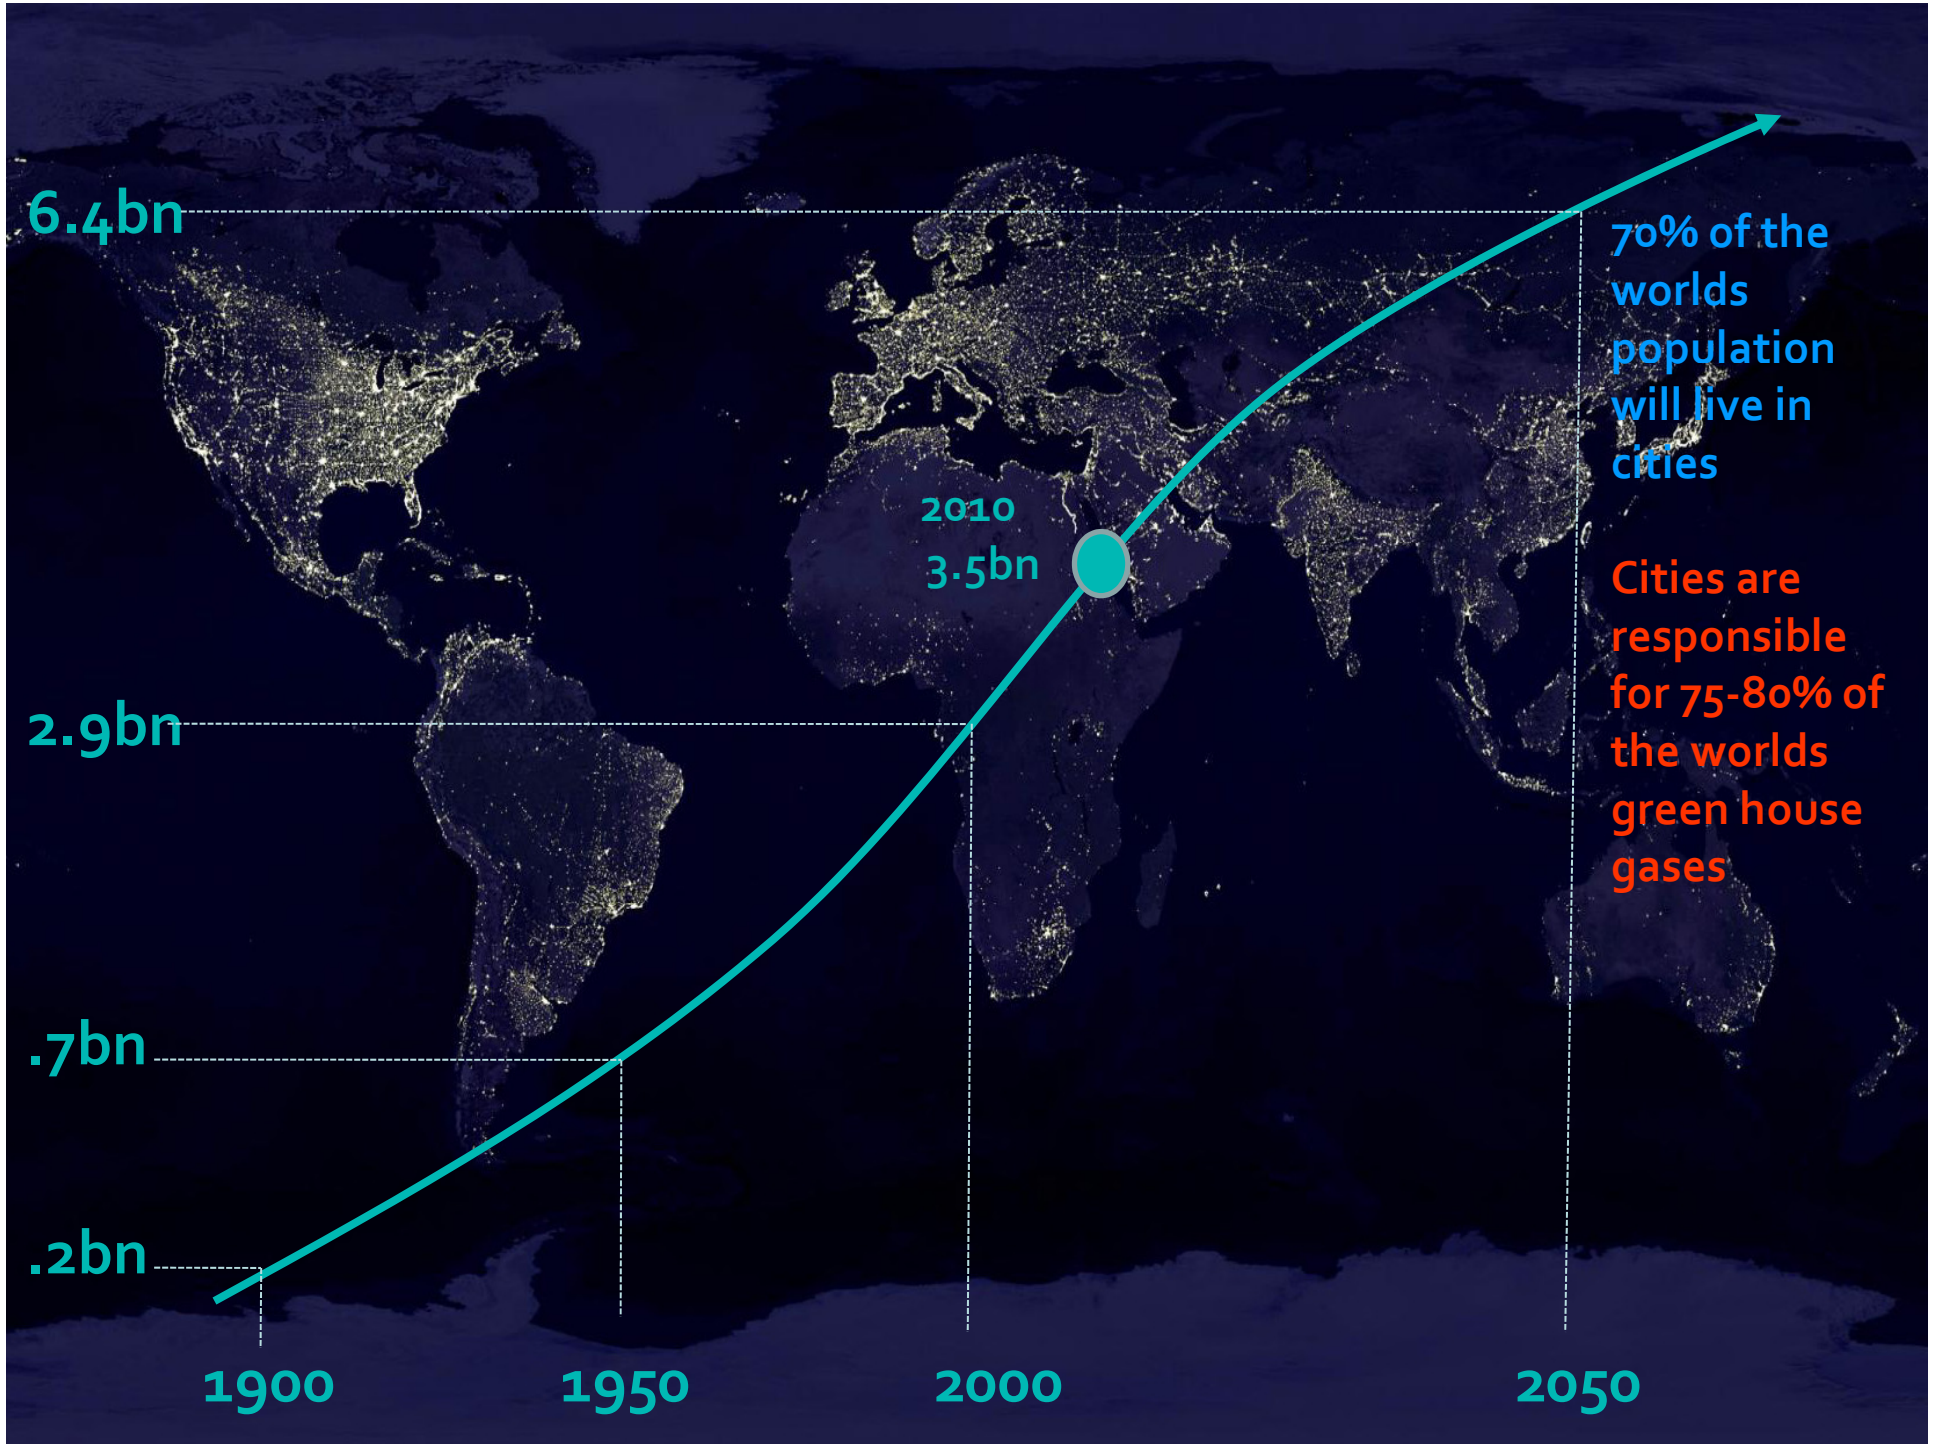 6.4bn
70% of the
worlds
population
will live in
cities
2010
3.5bn
Cities are
responsible
for 75-80% of
the worlds
green house
gases
2.9bn
.7bn
.2bn
1900
1950
2000
2050